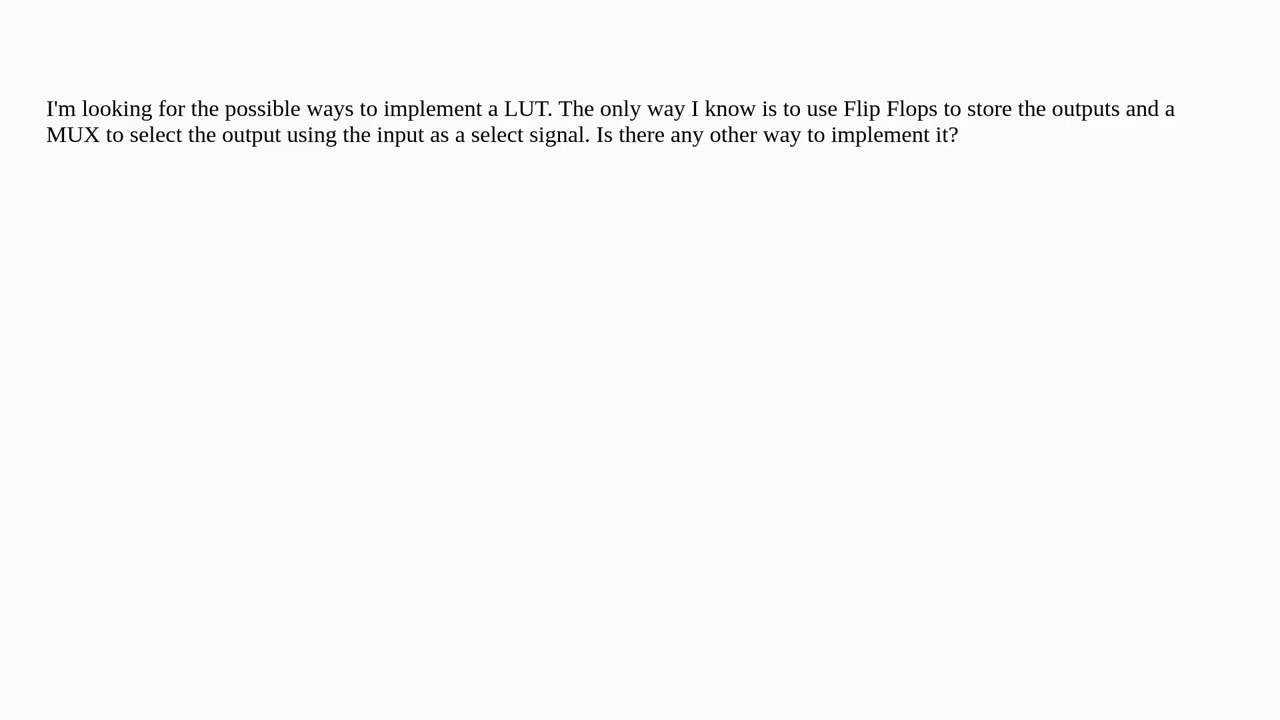 I'm looking for the possible ways to implement a LUT. The only way I know is to use Flip Flops to store the outputs and a
MUX to select the output using the input as a select signal. Is there any other way to implement it?